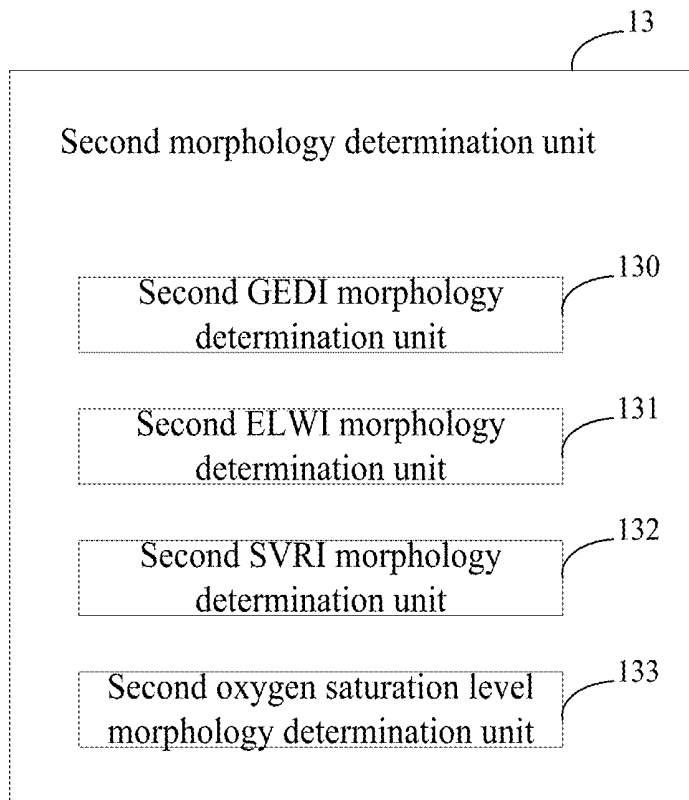 13
Second morphology determination unit
130
Second GEDI morphology
determination unit
131
Second ELWI morphology
determination unit
132
Second SVRI morphology
determination unit
133
Second oxygen saturation level
morphology determination unit